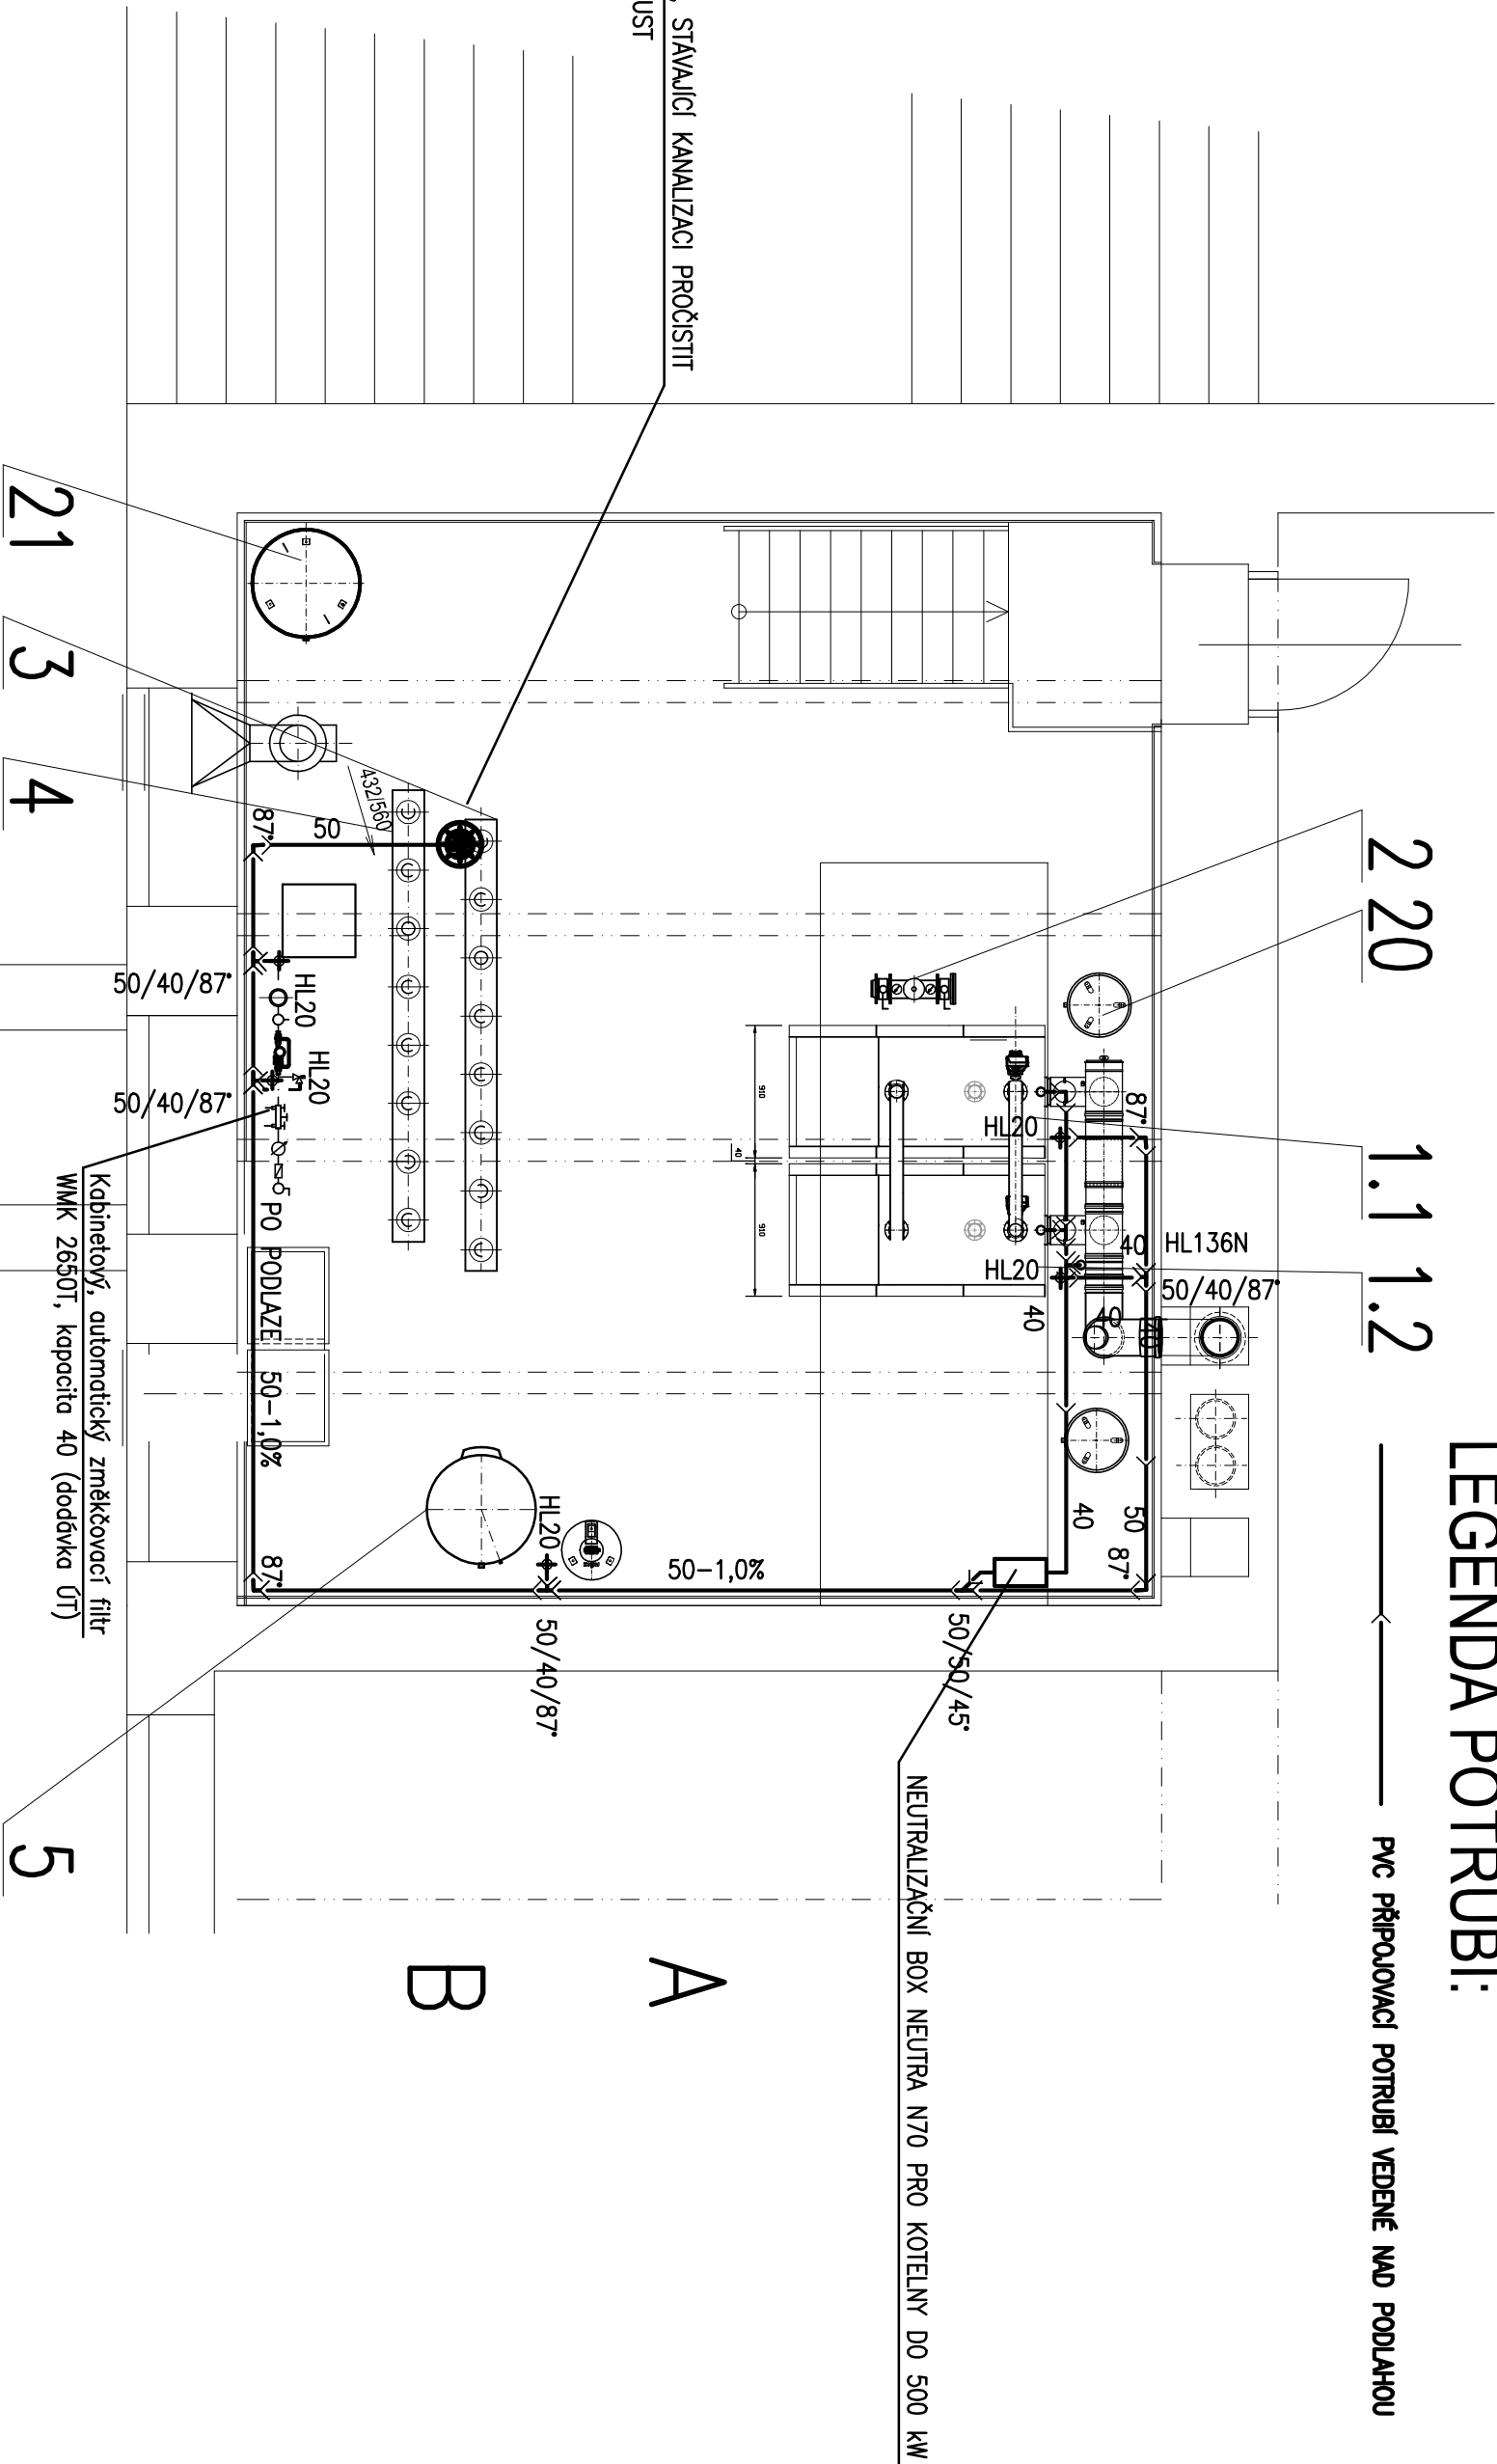 LEGENDA POTRUBÍ:
PVC PŘIPOJOVACÍ POTRUBÍ VEDENÉ NAD PODLAHOU
2
20
1.1
1.2
HL136N
50/40/87°
87°
40
40
HL20
HL20
40
40
50
87°
910
40
910
STÁVAJÍCÍ KANALIZACI PROČISTIT
NEUTRALIZAČNÍ BOX NEUTRA N70 PRO KOTELNY DO 500 kW
50/50/45°
50-1,0%
HL20
50/40/87°
A
B
432/560
50
87°
HL20
HL20
50/40/87°
50/40/87°
PO PODLAZE
50-1,0%
87°
Kabinetový, automatický změkčovací filtr
WMK 2650T, kapacita 40 (dodávka ÚT)
21
3
4
5